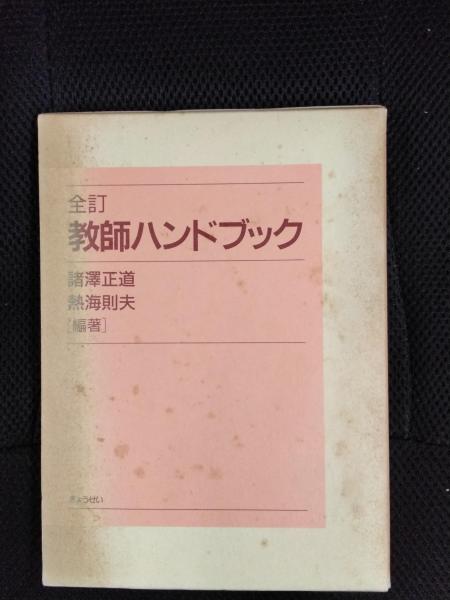 全訂
教師ハンドブック
諸澤正道
熱海則夫
[編著]
ぎょうせい